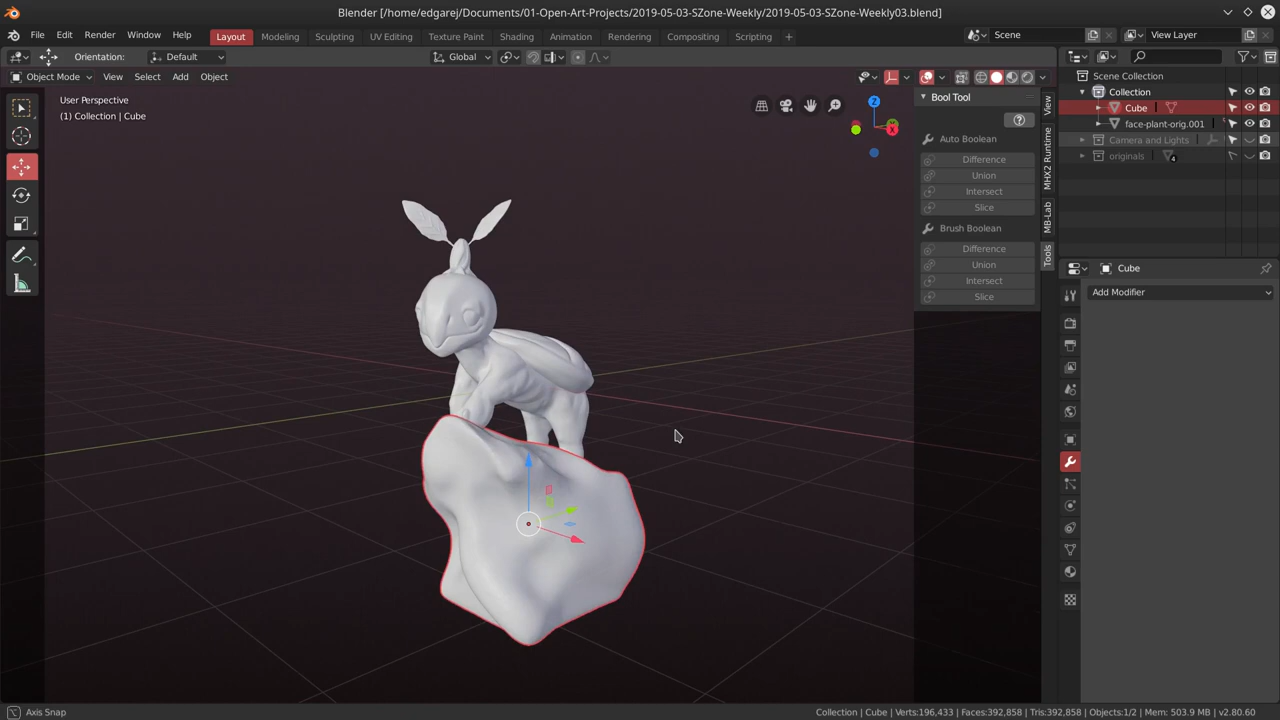 Blender [/home/edgarej/Documents/01-Open-Art-Projects/2019-05-03-SZone-Weekly/2019-05-03-SZone-Weekly03.blend]
File Edit Render Window Help Layout Modeling Sculpting UV Editing Texture Paint Shading Animation Rendering Compositing Scripting + Scene View Layer
Orientation: Default Global
Object Mode View Select Add Object
User Perspective
(1) Collection | Cube
Z
X
Bool Tool
Auto Boolean
Difference
Union
Intersect
Slice
Brush Boolean
Difference
Union
Intersect
Slice
View
MHX2 Runtime
MB-Lab
Tools
Scene Collection
Collection
Cube
face-plant-orig.001
Camera and Lights
originals 4
Cube
Add Modifier
Axis Snap
Collection | Cube | Verts:196,433 | Faces:392,858 | Tris:392,858 | Objects:1/2 | Mem: 503.9 MB | v2.80.60